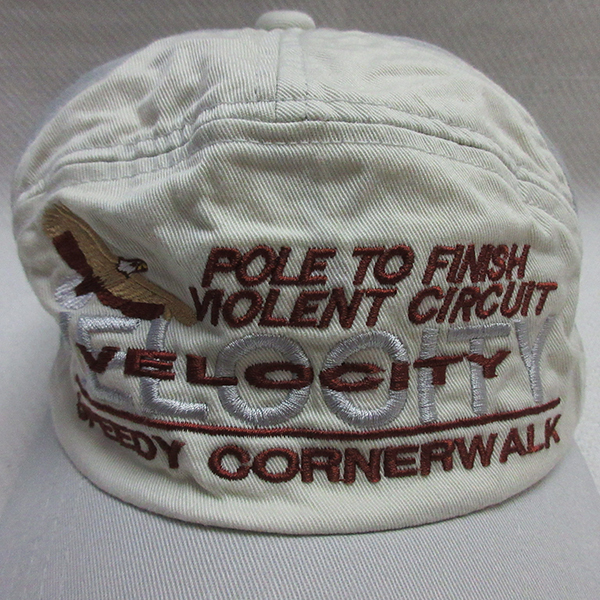 POLE TO FINISH
VIOLENT CIRCUIT
VELOCITY
VELOCITY
SPEEDY CORNERWALK